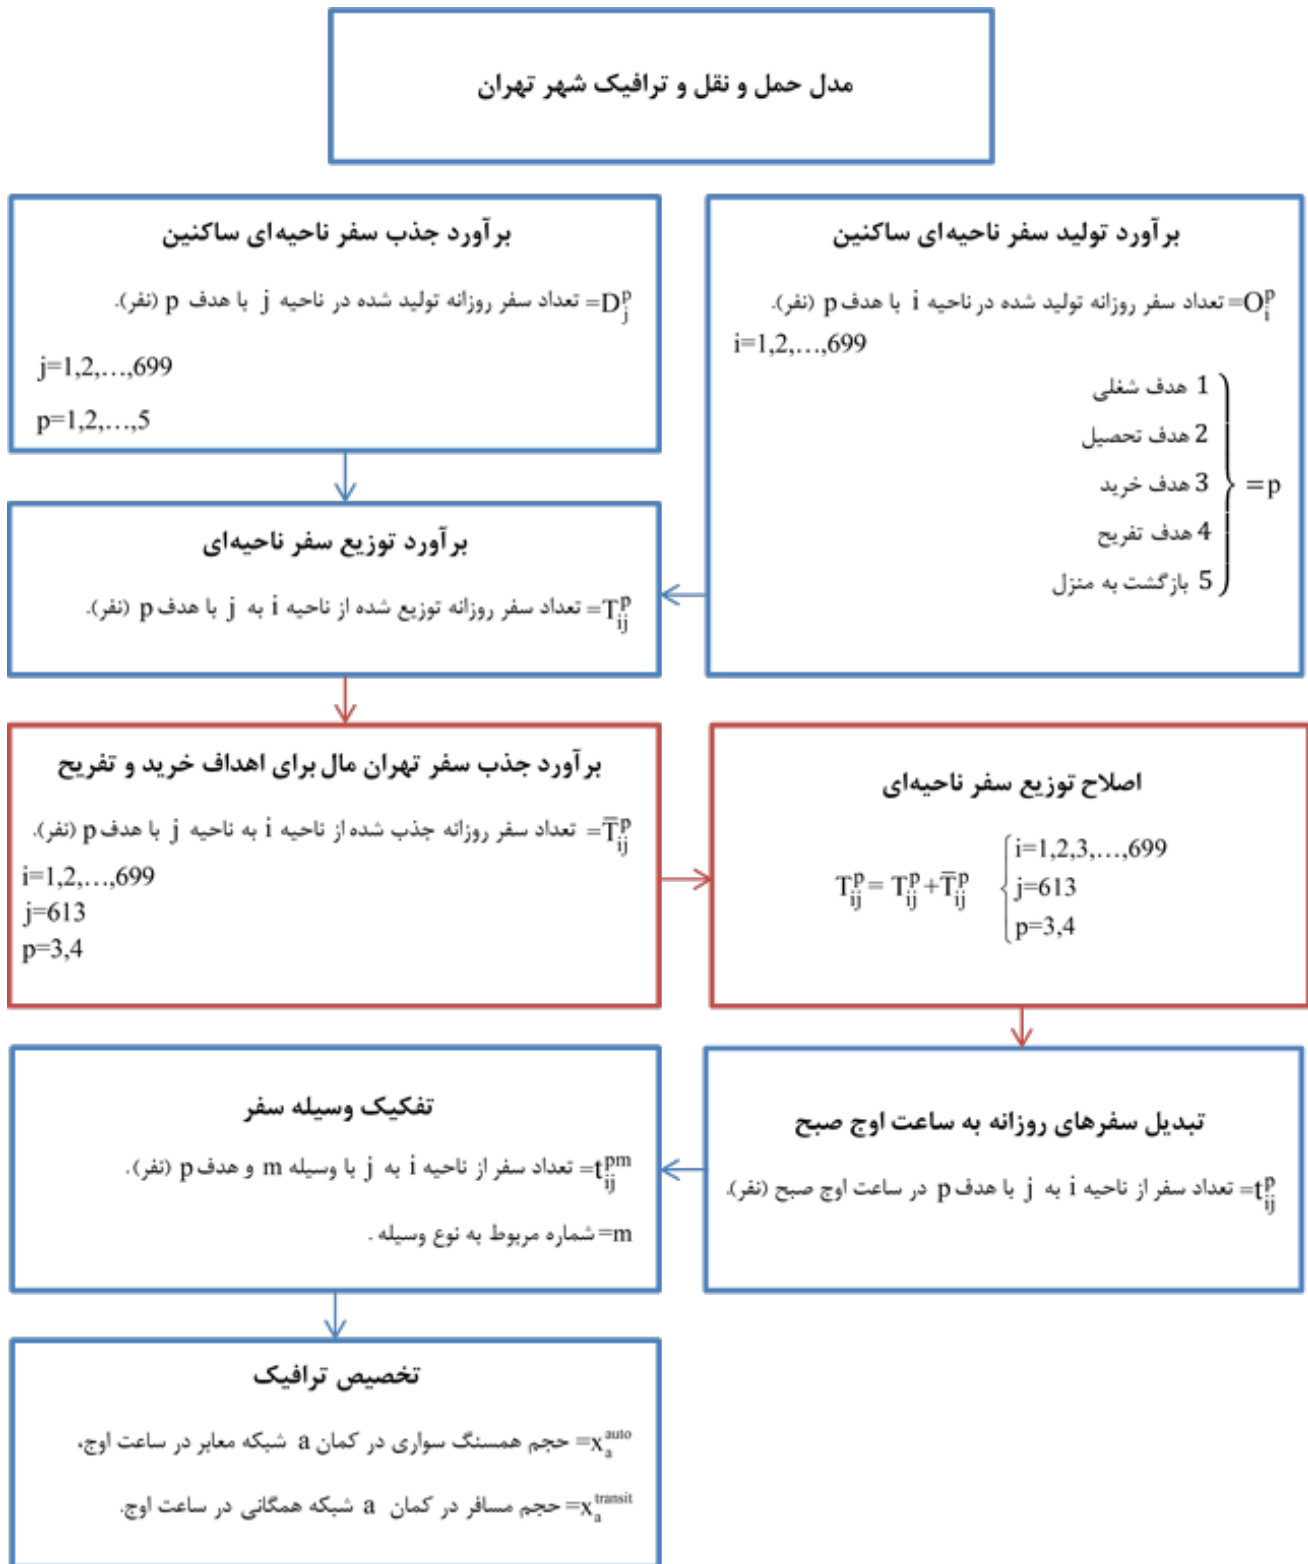 مدل حمل و نقل و ترافیک شهر تهران
برآورد تولید سفر ناحیه‌ای ساکنین
O_i^p= تعداد سفر روزانه تولید شده در ناحیه i با هدف p (نفر).
i=1,2,…,699
p =
1 هدف شغلی
2 هدف تحصیل
3 هدف خرید
4 هدف تفریح
5 بازگشت به منزل
برآورد جذب سفر ناحیه‌ای ساکنین
D_j^p= تعداد سفر روزانه تولید شده در ناحیه j با هدف p (نفر).
j=1,2,…,699
p=1,2,…,5
برآورد توزیع سفر ناحیه‌ای
T_ij^p= تعداد سفر روزانه توزیع شده از ناحیه i به j با هدف p (نفر).
برآورد جذب سفر تهران مال برای اهداف خرید و تفریح
T̅_ij^p= تعداد سفر روزانه جذب شده از ناحیه i به ناحیه j با هدف p (نفر).
i=1,2,…,699
j=613
p=3,4
اصلاح توزیع سفر ناحیه‌ای
T_ij^p= T_ij^p+T̅_ij^p
i=1,2,3,…,699
j=613
p=3,4
تبدیل سفرهای روزانه به ساعت اوج صبح
t_ij^p= تعداد سفر از ناحیه i به j با هدف p در ساعت اوج صبح (نفر).
تفکیک وسیله سفر
t_ij^pm= تعداد سفر از ناحیه i به j با وسیله m و هدف p (نفر).
m= شماره مربوط به نوع وسیله .
تخصیص ترافیک
x_a^auto= حجم همسنگ سواری در کمان a شبکه معابر در ساعت اوج،
x_a^transit= حجم مسافر در کمان a شبکه همگانی در ساعت اوج.